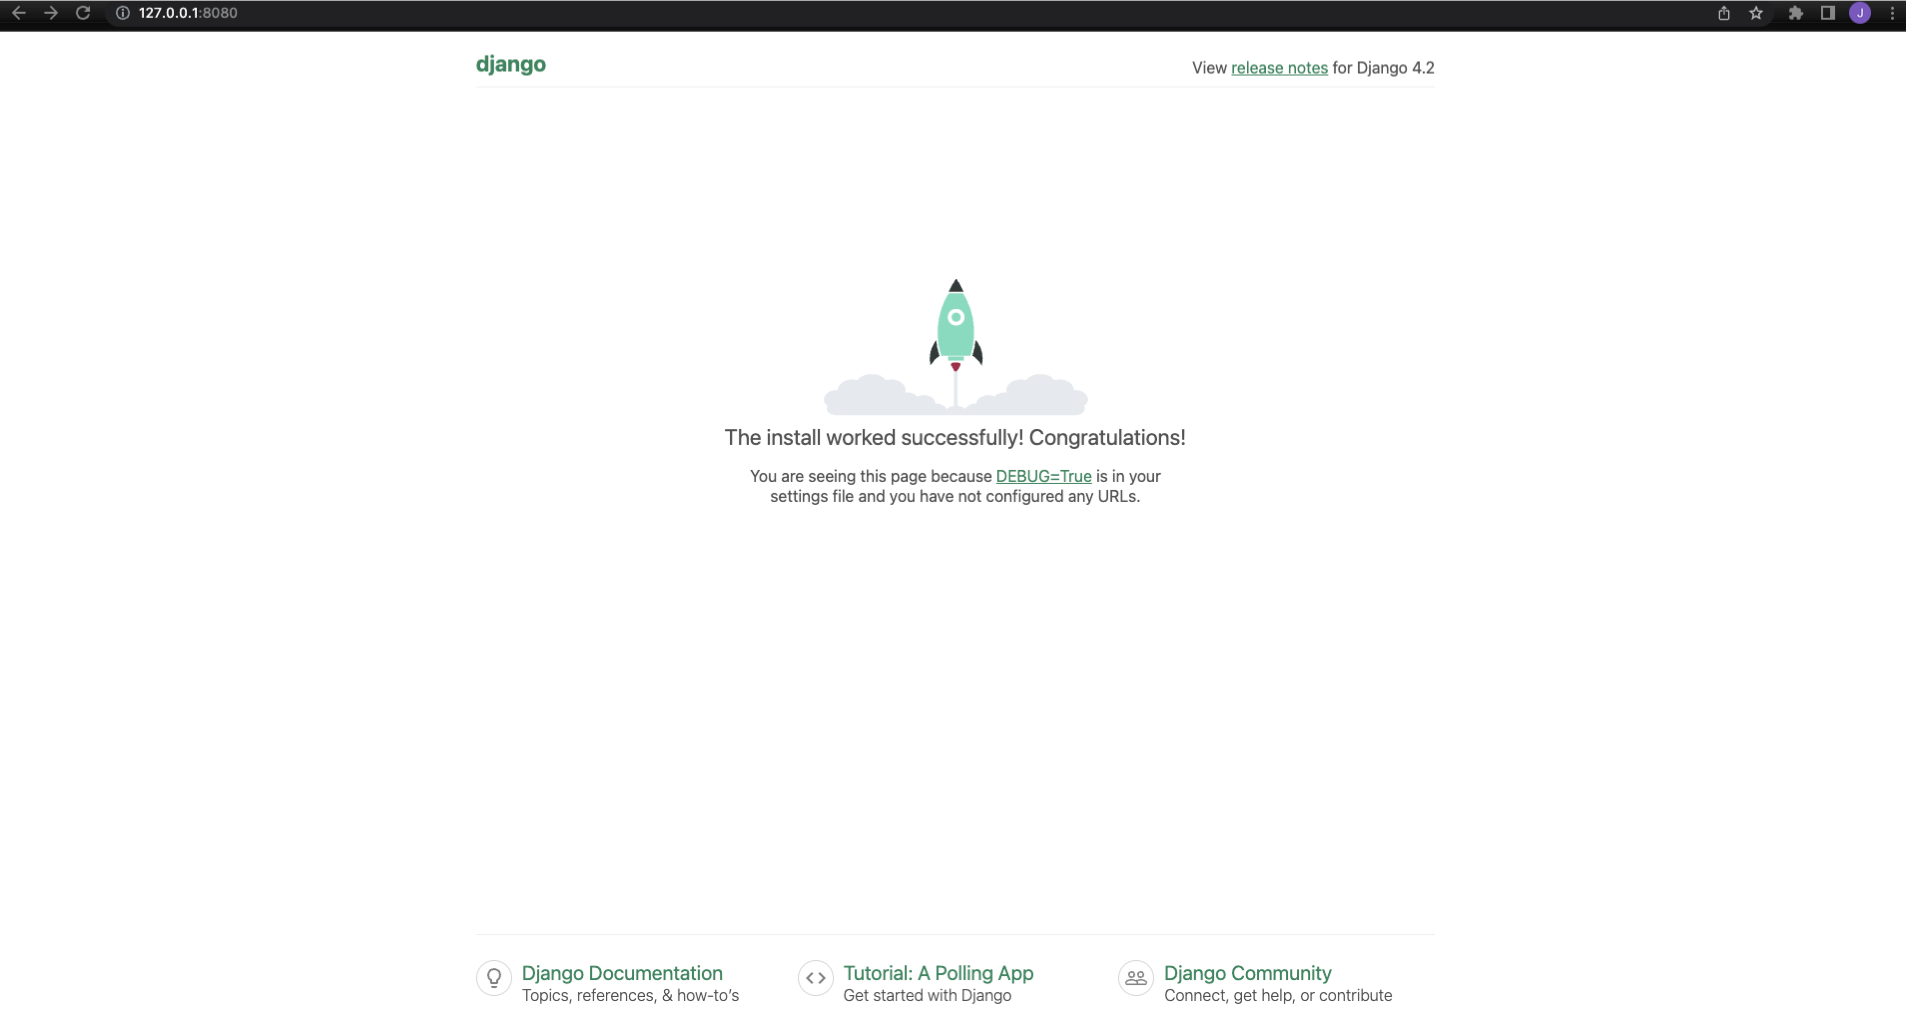 127.0.0.1:8080
J
django
View release notes for Django 4.2
The install worked successfully! Congratulations!
You are seeing this page because DEBUG=True is in your
settings file and you have not configured any URLs.
Django Documentation
Topics, references, & how-to’s
Tutorial: A Polling App
Get started with Django
Django Community
Connect, get help, or contribute